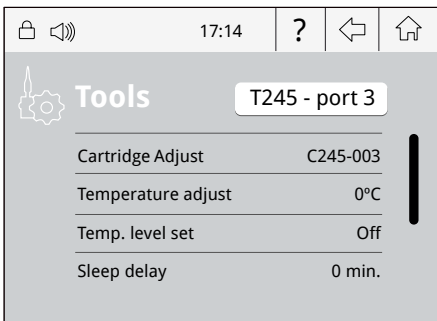 17:14 ?
Tools T245 - port 3
Cartridge Adjust C245-003
Temperature adjust 0ºC
Temp. level set Off
Sleep delay 0 min.